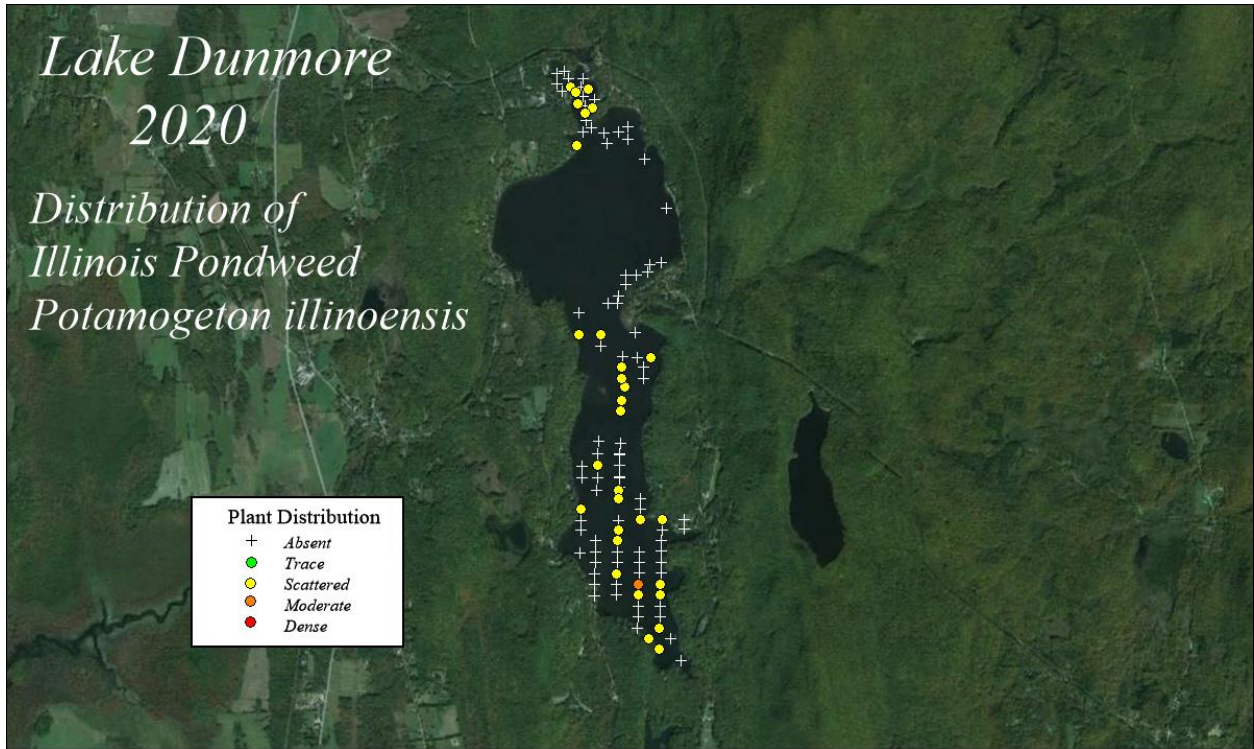 Lake Dunmore
2020
Distribution of
Illinois Pondweed
Potamogeton illinoensis
Plant Distribution
Absent
Trace
Scattered
Moderate
Dense